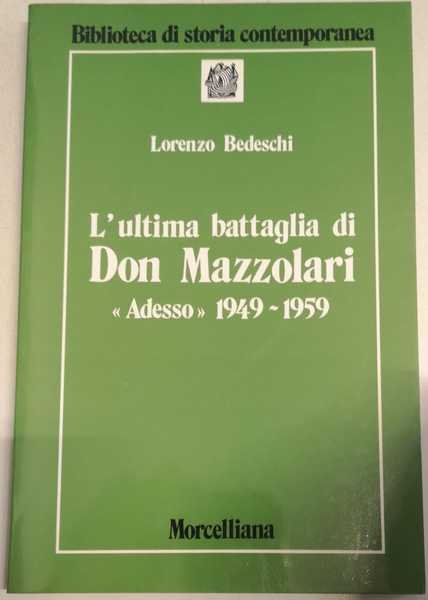 Biblioteca di storia contemporanea
Lorenzo Bedeschi
L'ultima battaglia di
Don Mazzolari
« Adesso » 1949 ~ 1959
Morcelliana